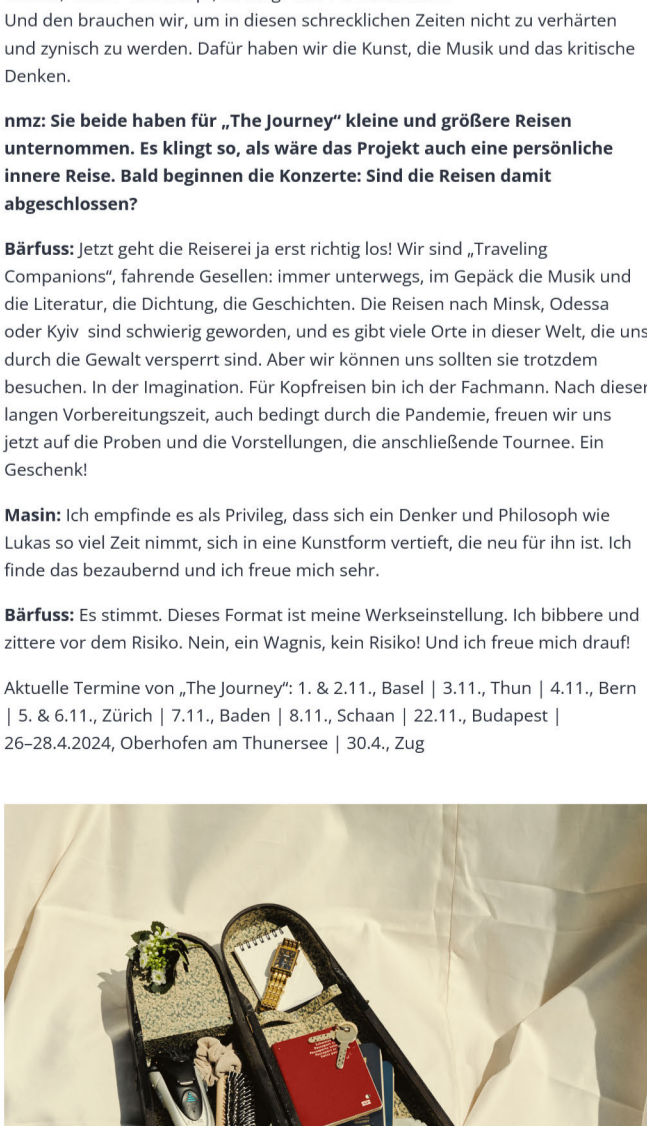 Und den brauchen wir, um in diesen schrecklichen Zeiten nicht zu verhärten
und zynisch zu werden. Dafür haben wir die Kunst, die Musik und das kritische
Denken.
nmz: Sie beide haben für „The Journey“ kleine und größere Reisen
unternommen. Es klingt so, als wäre das Projekt auch eine persönliche
innere Reise. Bald beginnen die Konzerte: Sind die Reisen damit
abgeschlossen?
Bärfuss: Jetzt geht die Reiserei ja erst richtig los! Wir sind „Traveling
Companions“, fahrende Gesellen: immer unterwegs, im Gepäck die Musik und
die Literatur, die Dichtung, die Geschichten. Die Reisen nach Minsk, Odessa
oder Kyiv  sind schwierig geworden, und es gibt viele Orte in dieser Welt, die uns
durch die Gewalt versperrt sind. Aber wir können uns sollten sie trotzdem
besuchen. In der Imagination. Für Kopfreisen bin ich der Fachmann. Nach dieser
langen Vorbereitungszeit, auch bedingt durch die Pandemie, freuen wir uns
jetzt auf die Proben und die Vorstellungen, die anschließende Tournee. Ein
Geschenk!
Masin: Ich empfinde es als Privileg, dass sich ein Denker und Philosoph wie
Lukas so viel Zeit nimmt, sich in eine Kunstform vertieft, die neu für ihn ist. Ich
finde das bezaubernd und ich freue mich sehr.
Bärfuss: Es stimmt. Dieses Format ist meine Werkseinstellung. Ich bibbere und
zittere vor dem Risiko. Nein, ein Wagnis, kein Risiko! Und ich freue mich drauf!
Aktuelle Termine von „The Journey“: 1. & 2.11., Basel | 3.11., Thun | 4.11., Bern
| 5. & 6.11., Zürich | 7.11., Baden | 8.11., Schaan | 22.11., Budapest |
26–28.4.2024, Oberhofen am Thunersee | 30.4., Zug